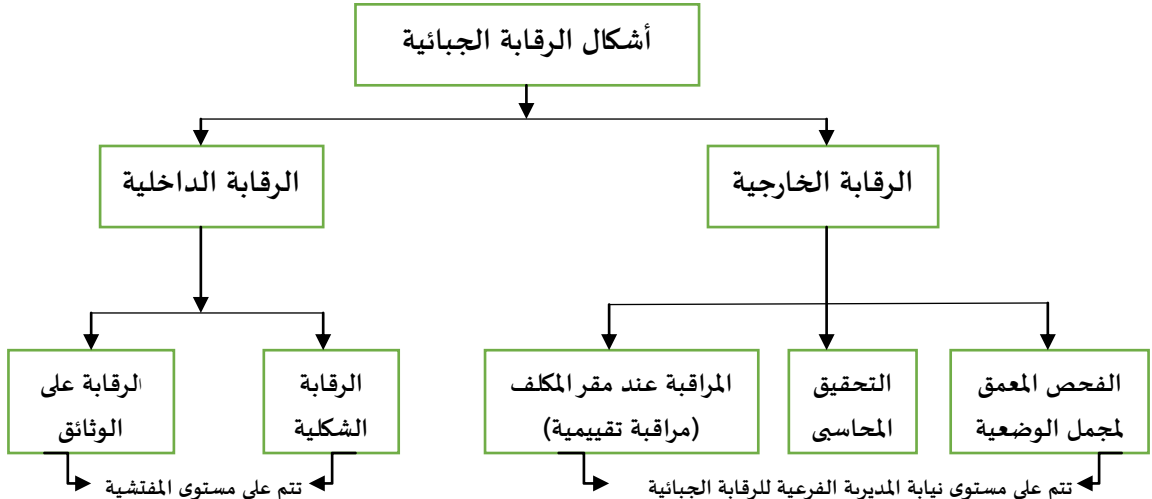 أشكال الرقابة الجبائية
الرقابة الخارجية
الرقابة الداخلية
الفحص المعمق
لمجمل الوضعية
التحقيق
المحاسبي
المراقبة عند مقر المكلف
(مراقبة تقييمية)
الرقابة
الشكلية
الرقابة على
الوثائق
تتم على مستوى نيابة المديرية الفرعية للرقابة الجبائية
تتم على مستوى المفتشية